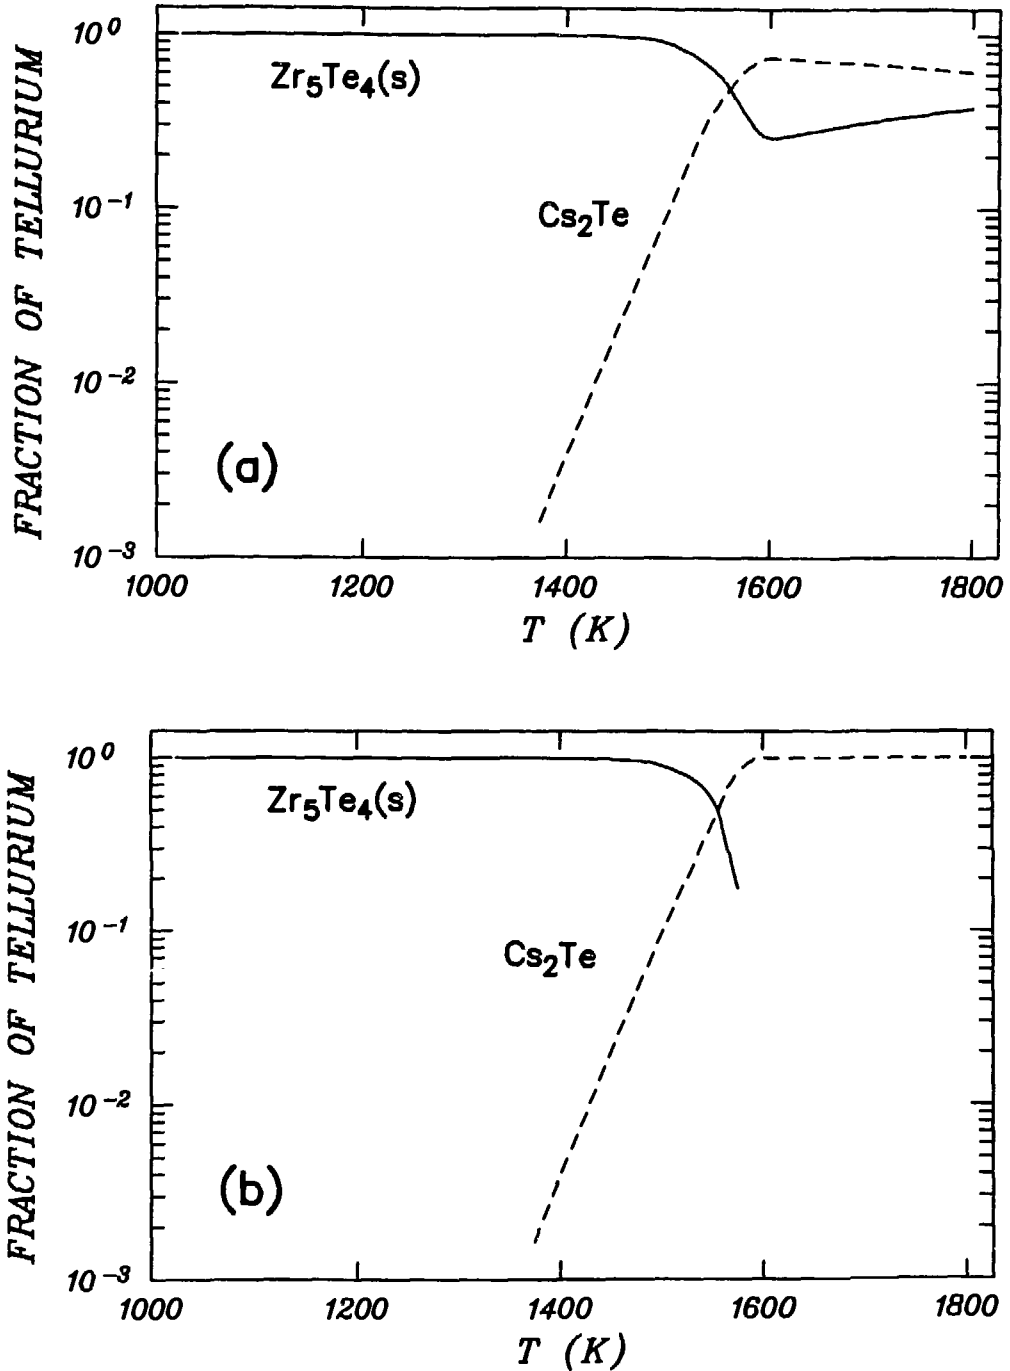 FRACTION OF TELLURIUM
10⁰
10⁻¹
10⁻²
10⁻³
Zr₅Te₄(s)
Cs₂Te
(a)
1000 1200 1400 1600 1800
T (K)
FRACTION OF TELLURIUM
10⁰
10⁻¹
10⁻²
10⁻³
Zr₅Te₄(s)
Cs₂Te
(b)
1000 1200 1400 1600 1800
T (K)